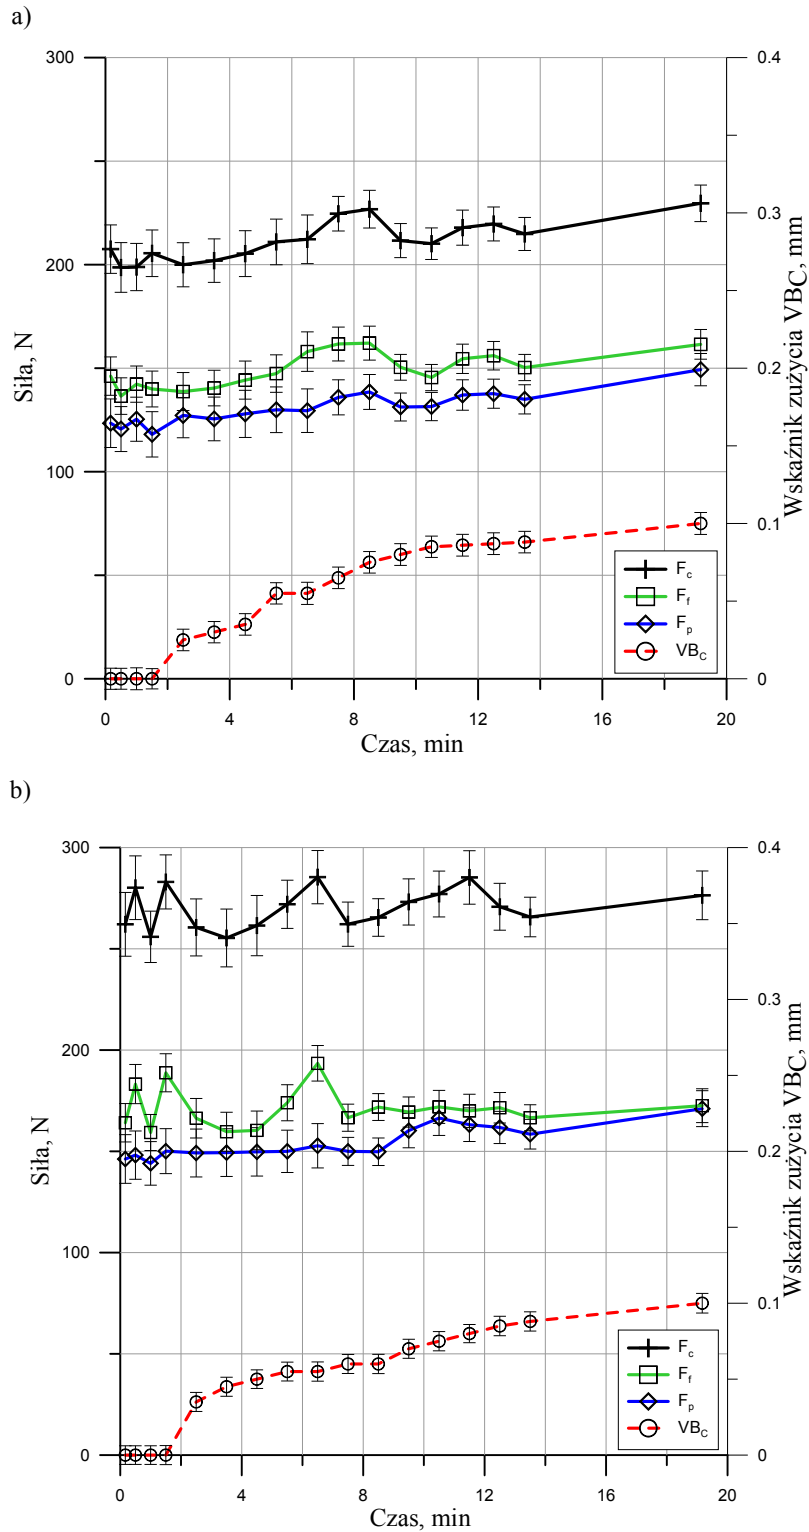 a)
300
0.4
0.3
200
Siła, N
Wskaźnik zużycia VBC, mm
0.2
100
0.1
Fc
Ff
Fp
VBC
0
0
0
4
8
12
16
20
Czas, min
b)
300
0.4
0.3
200
Siła, N
Wskaźnik zużycia VBC, mm
0.2
100
0.1
Fc
Ff
Fp
VBC
0
0
0
4
8
12
16
20
Czas, min